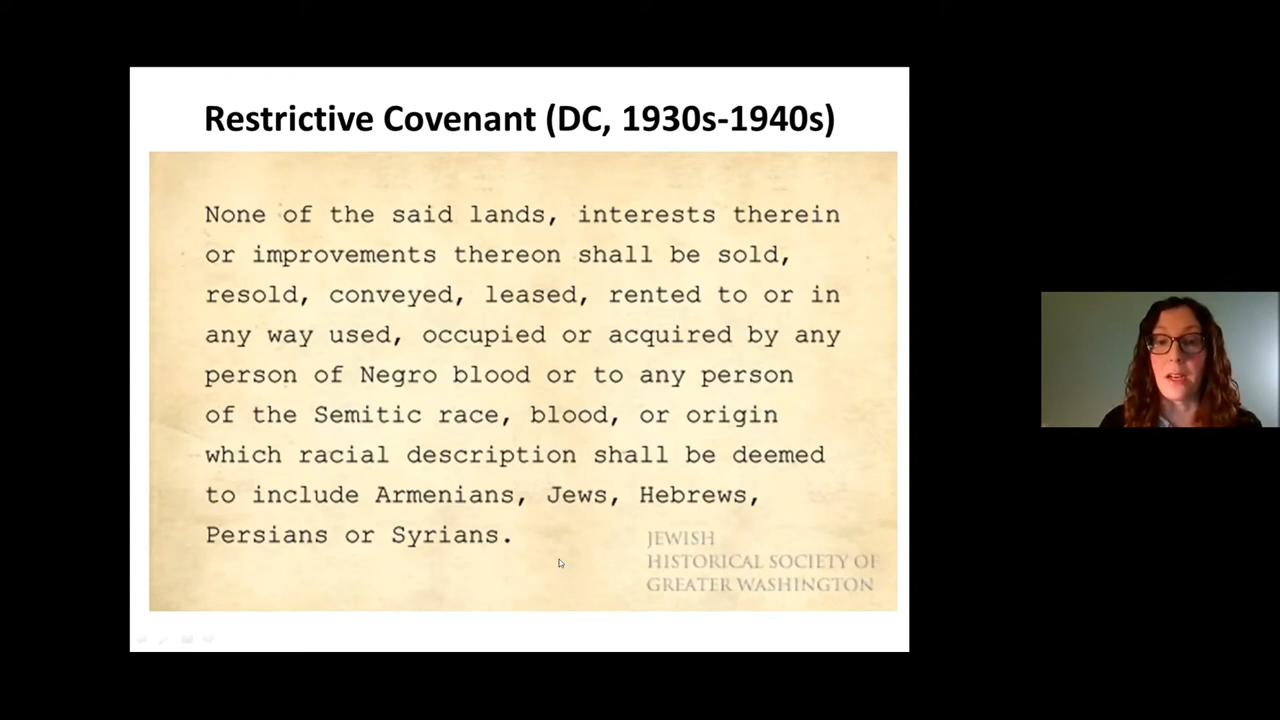 Restrictive Covenant (DC, 1930s-1940s)
None of the said lands, interests therein
or improvements thereon shall be sold,
resold, conveyed, leased, rented to or in
any way used, occupied or acquired by any
person of Negro blood or to any person
of the Semitic race, blood, or origin
which racial description shall be deemed
to include Armenians, Jews, Hebrews,
Persians or Syrians.
JEWISH
HISTORICAL SOCIETY OF
GREATER WASHINGTON